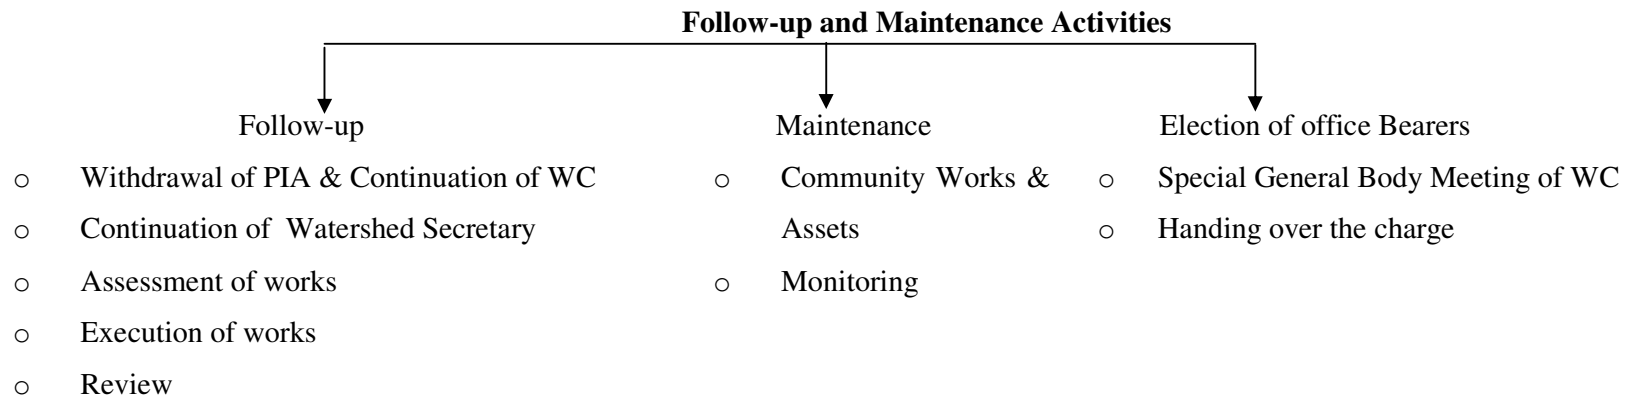 Follow-up and Maintenance Activities
Follow-up
o Withdrawal of PIA & Continuation of WC
o Continuation of Watershed Secretary
o Assessment of works
o Execution of works
o Review
Maintenance
o Community Works &
Assets
o Monitoring
Election of office Bearers
o Special General Body Meeting of WC
o Handing over the charge